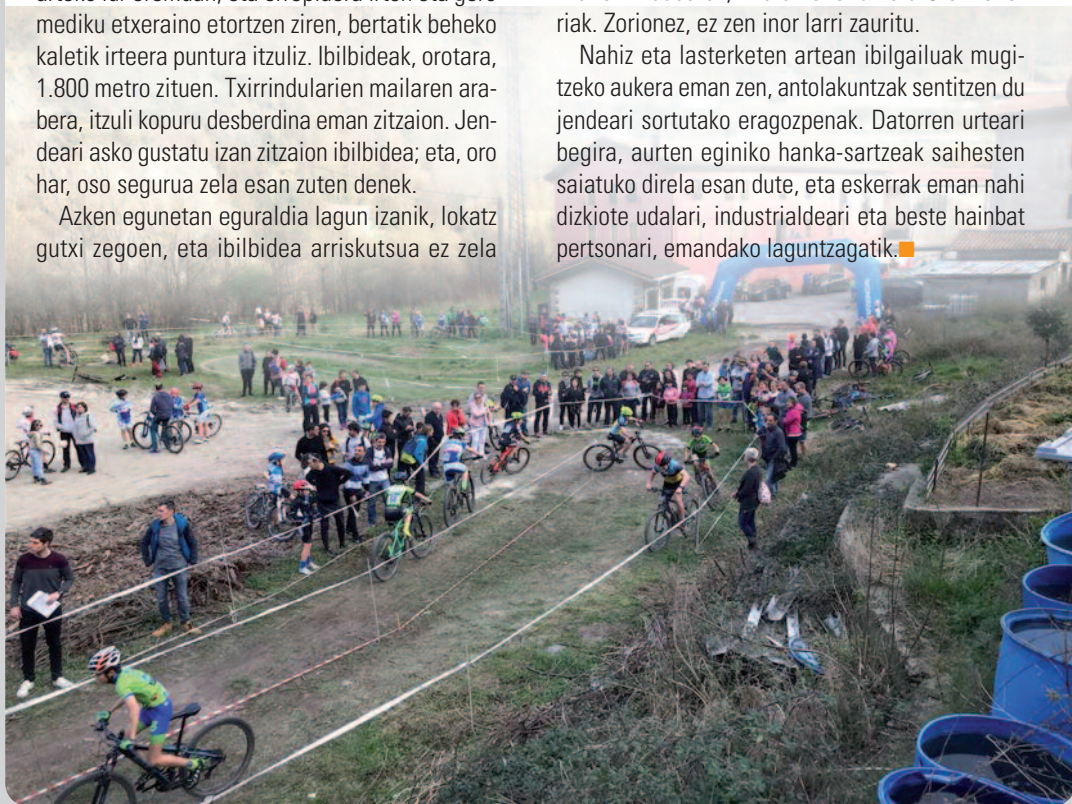 mediku etxeraino etortzen ziren, bertatik beheko
kaletik irteera puntura itzuliz. Ibilbideak, orotara,
1.800 metro zituen. Txirrindularien mailaren ara-
bera, itzuli kopuru desberdina eman zitzaion. Jen-
deari asko gustatu izan zitzaion ibilbidea; eta, oro
har, oso segurua zela esan zuten denek.
Azken egunetan eguraldia lagun izanik, lokatz
gutxi zegoen, eta ibilbidea arriskutsua ez zela
riak. Zorionez, ez zen inor larri zauritu.
Nahiz eta lasterketen artean ibilgailuak mugi-
tzeko aukera eman zen, antolakuntzak sentitzen du
jendeari sortutako eragozpenak. Datorren urteari
begira, aurten eginiko hanka-sartzeak saihesten
saiatuko direla esan dute, eta eskerrak eman nahi
dizkiote udalari, industrialdeari eta beste hainbat
pertsonari, emandako laguntzagatik.